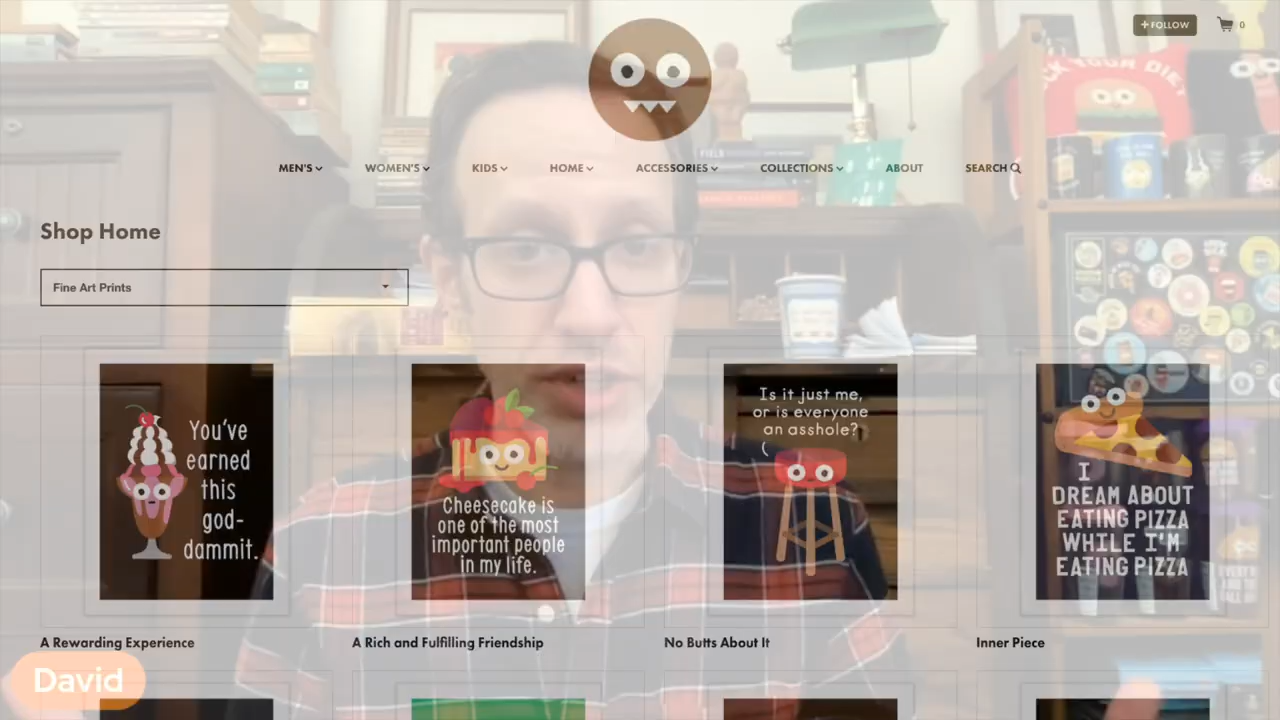 + FOLLOW
0
MEN'S
WOMEN'S
KIDS
HOME
ACCESSORIES
COLLECTIONS
ABOUT
SEARCH
Shop Home
Fine Art Prints
You've
earned
this
god-
dammit.
Cheesecake is
one of the most
important people
in my life.
Is it just me,
or is everyone
an asshole?
I
DREAM ABOUT
EATING PIZZA
WHILE I'M
EATING PIZZA
A Rewarding Experience
A Rich and Fulfilling Friendship
No Butts About It
Inner Piece
David
YOUR DIET